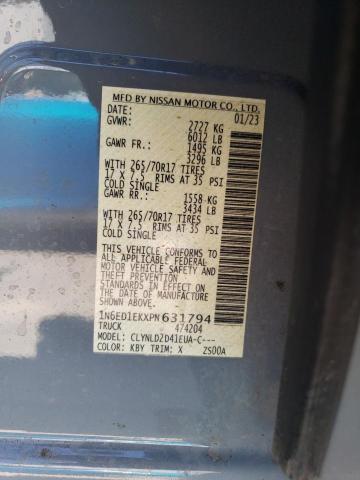 MFD BY NISSAN MOTOR CO., LTD.
DATE: 01/23
GVWR: 2727 KG
6012 LB
GAWR FR.: 1495 KG
3296 LB
WITH 265/70R17 TIRES
17 X 7.5 RIMS AT 35 PSI
COLD SINGLE
GAWR RR.: 1558 KG
3434 LB
WITH 265/70R17 TIRES
17 X 7.5 RIMS AT 35 PSI
COLD SINGLE
THIS VEHICLE CONFORMS TO
ALL APPLICABLE FEDERAL
MOTOR VEHICLE SAFETY
STANDARDS IN EFFECT ON
THE DATE OF MANUFACTURE
SHOWN ABOVE.
1N6ED1EKXPN631794
TRUCK 474204
MODEL: CLYNLD2D41EUA-C---
COLOR: KBY TRIM: X ZS00A